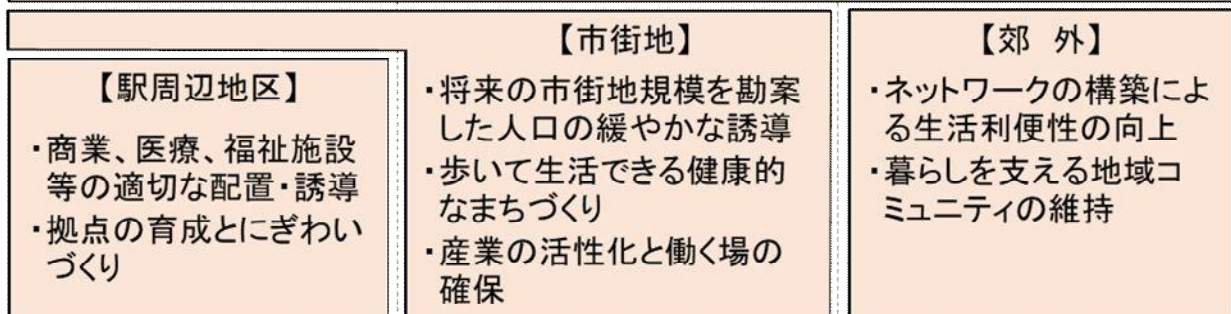 【駅周辺地区】
・商業、医療、福祉施設
等の適切な配置・誘導
・拠点の育成とにぎわい
づくり
【市街地】
・将来の市街地規模を勘案
した人口の緩やかな誘導
・歩いて生活できる健康的
なまちづくり
・産業の活性化と働く場の
確保
【郊　外】
・ネットワークの構築によ
る生活利便性の向上
・暮らしを支える地域コ
ミュニティの維持